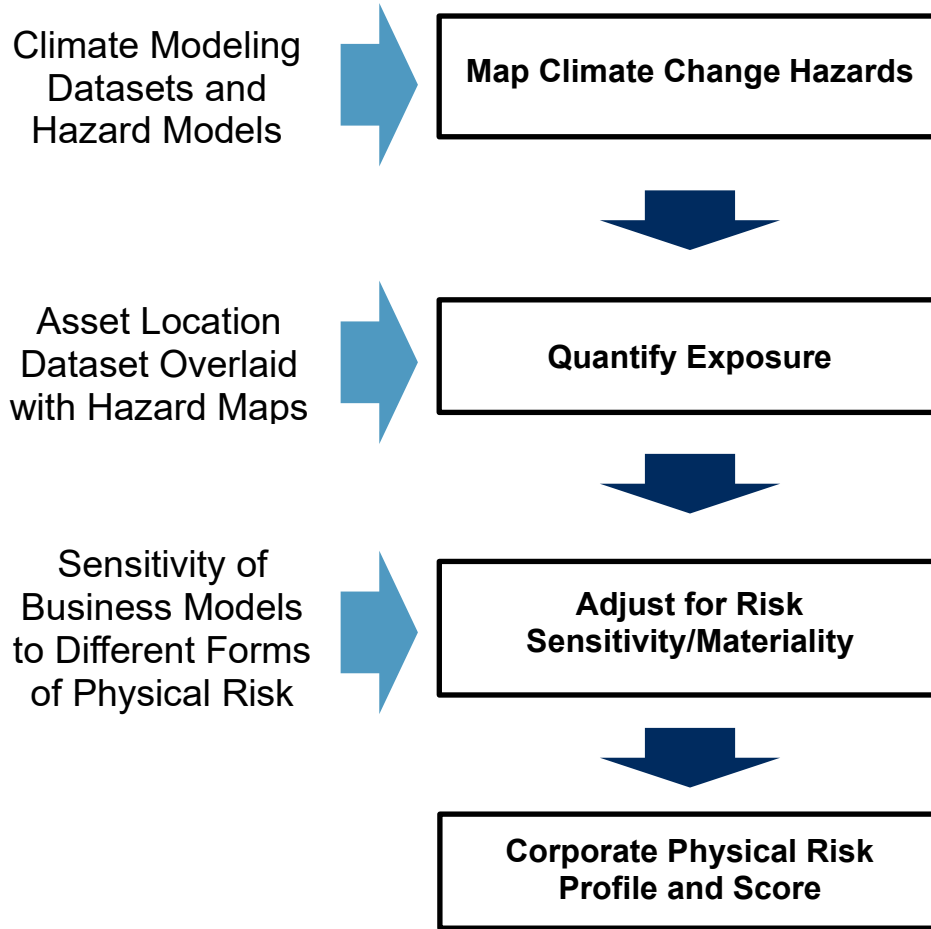 Climate Modeling
Datasets and
Hazard Models
Map Climate Change Hazards
Asset Location
Dataset Overlaid
with Hazard Maps
Quantify Exposure
Sensitivity of
Business Models
to Different Forms
of Physical Risk
Adjust for Risk
Sensitivity/Materiality
Corporate Physical Risk
Profile and Score